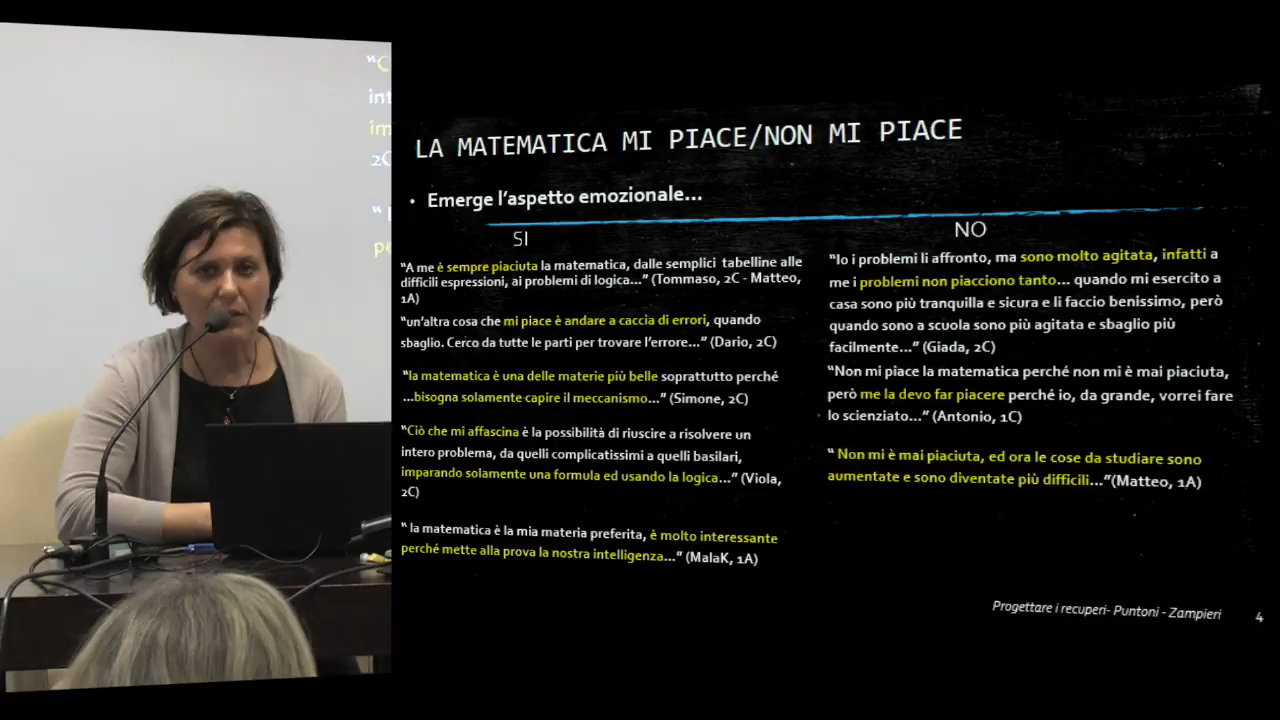 "C
int
im
2C
"
pe
LA MATEMATICA MI PIACE/NON MI PIACE
• Emerge l'aspetto emozionale...
SI
"A me è sempre piaciuta la matematica, dalle semplici tabelline alle
difficili espressioni, ai problemi di logica..." (Tommaso, 2C - Matteo,
1A)
"un'altra cosa che mi piace è andare a caccia di errori, quando
sbaglio. Cerco da tutte le parti per trovare l'errore..." (Dario, 2C)
"la matematica è una delle materie più belle soprattutto perché
...bisogna solamente capire il meccanismo..." (Simone, 2C)
"Ciò che mi affascina è la possibilità di riuscire a risolvere un
intero problema, da quelli complicatissimi a quelli basilari,
imparando solamente una formula ed usando la logica..." (Viola,
2C)
" la matematica è la mia materia preferita, è molto interessante
perché mette alla prova la nostra intelligenza..." (MalaK, 1A)
NO
"Io i problemi li affronto, ma sono molto agitata, infatti a
me i problemi non piacciono tanto... quando mi esercito a
casa sono più tranquilla e sicura e li faccio benissimo, però
quando sono a scuola sono più agitata e sbaglio più
facilmente..." (Giada, 2C)
"Non mi piace la matematica perché non mi è mai piaciuta,
però me la devo far piacere perché io, da grande, vorrei fare
lo scienziato..." (Antonio, 1C)
" Non mi è mai piaciuta, ed ora le cose da studiare sono
aumentate e sono diventate più difficili..."(Matteo, 1A)
Progettare i recuperi- Puntoni - Zampieri
4